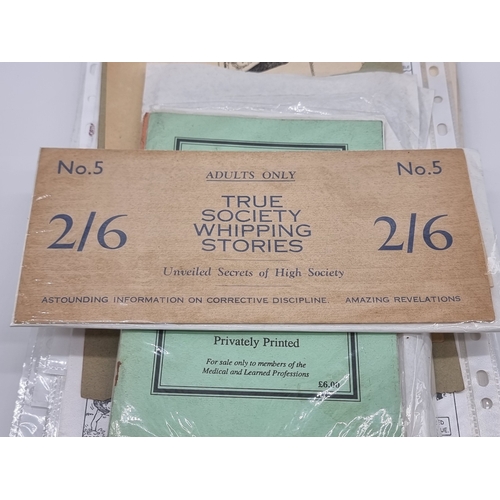 No.5
ADULTS ONLY
No.5
2/6
TRUE
SOCIETY
WHIPPING
STORIES
2/6
Unveiled Secrets of High Society
ASTOUNDING INFORMATION ON CORRECTIVE DISCIPLINE. AMAZING REVELATIONS
Privately Printed
For sale only to members of the
Medical and Learned Professions
£6.00